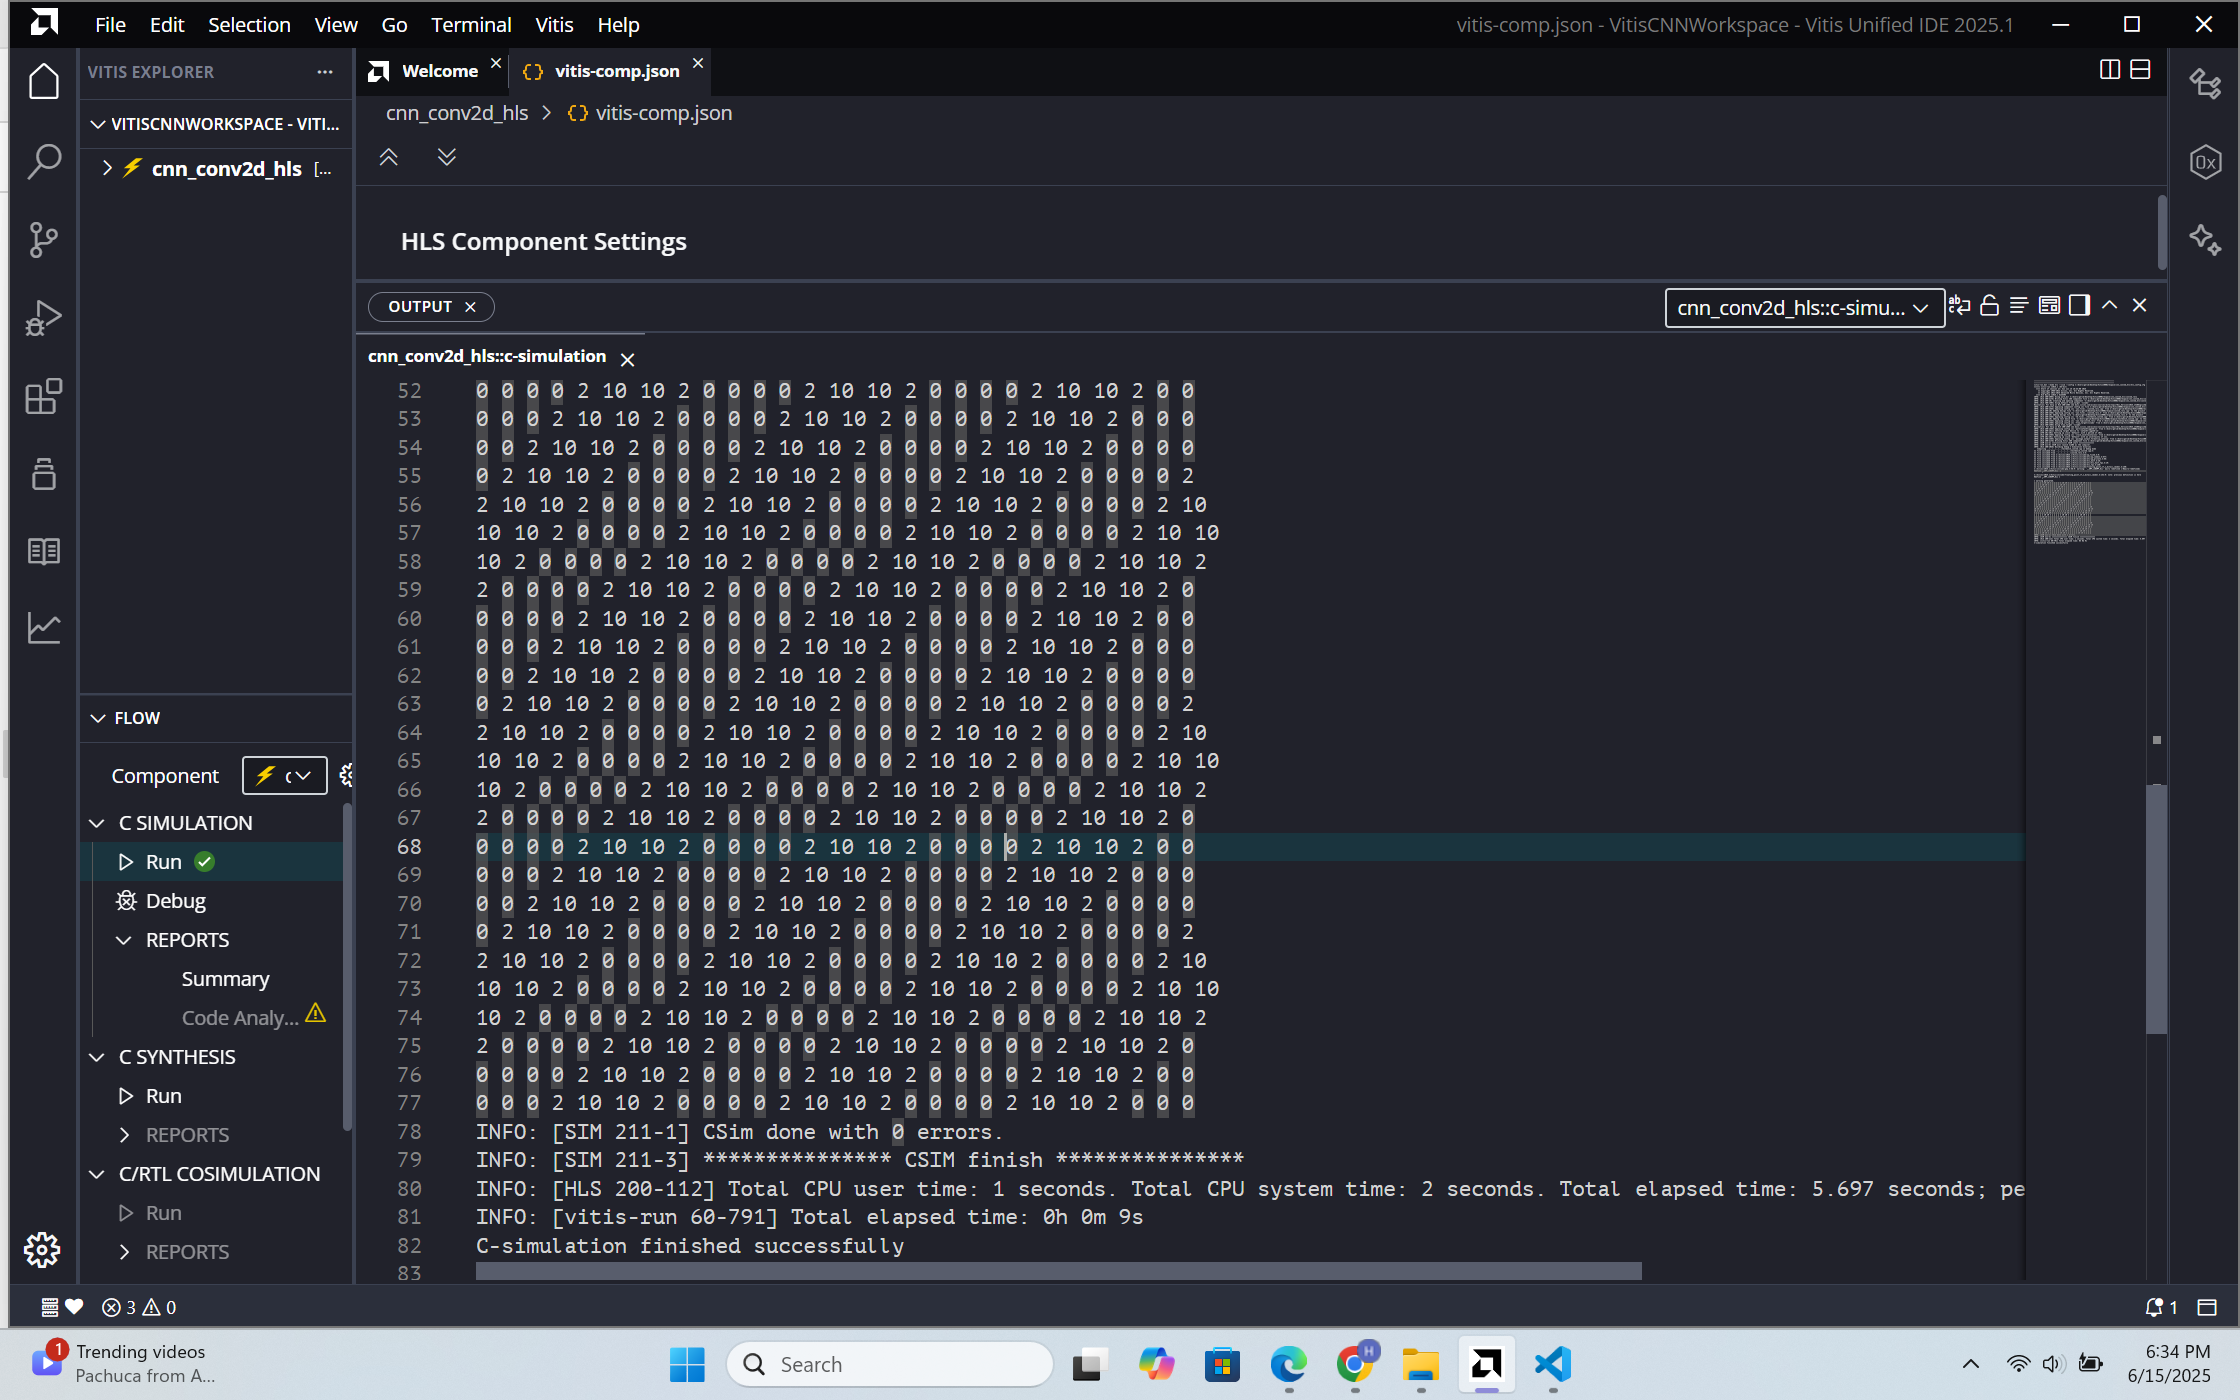 File Edit Selection View Go Terminal Vitis Help
vitis-comp.json - VitisCNNWorkspace - Vitis Unified IDE 2025.1
VITIS EXPLORER
VITISCNNWORKSPACE - VITI...
cnn_conv2d_hls [...
Welcome
{} vitis-comp.json
cnn_conv2d_hls > {} vitis-comp.json
HLS Component Settings
OUTPUT
cnn_conv2d_hls::c-simu...
cnn_conv2d_hls::c-simulation
52 0 0 0 0 2 10 10 2 0 0 0 0 2 10 10 2 0 0 0 0 2 10 10 2 0 0
53 0 0 0 2 10 10 2 0 0 0 0 2 10 10 2 0 0 0 0 2 10 10 2 0 0 0
54 0 0 2 10 10 2 0 0 0 0 2 10 10 2 0 0 0 0 2 10 10 2 0 0 0 0
55 0 2 10 10 2 0 0 0 0 2 10 10 2 0 0 0 0 2 10 10 2 0 0 0 0 2
56 2 10 10 2 0 0 0 0 2 10 10 2 0 0 0 0 2 10 10 2 0 0 0 0 2 10
57 10 10 2 0 0 0 0 2 10 10 2 0 0 0 0 2 10 10 2 0 0 0 0 2 10 10
58 10 2 0 0 0 0 2 10 10 2 0 0 0 0 2 10 10 2 0 0 0 0 2 10 10 2
59 2 0 0 0 0 2 10 10 2 0 0 0 0 2 10 10 2 0 0 0 0 2 10 10 2 0
60 0 0 0 0 2 10 10 2 0 0 0 0 2 10 10 2 0 0 0 0 2 10 10 2 0 0
61 0 0 0 2 10 10 2 0 0 0 0 2 10 10 2 0 0 0 0 2 10 10 2 0 0 0
62 0 0 2 10 10 2 0 0 0 0 2 10 10 2 0 0 0 0 2 10 10 2 0 0 0 0
63 0 2 10 10 2 0 0 0 0 2 10 10 2 0 0 0 0 2 10 10 2 0 0 0 0 2
64 2 10 10 2 0 0 0 0 2 10 10 2 0 0 0 0 2 10 10 2 0 0 0 0 2 10
65 10 10 2 0 0 0 0 2 10 10 2 0 0 0 0 2 10 10 2 0 0 0 0 2 10 10
66 10 2 0 0 0 0 2 10 10 2 0 0 0 0 2 10 10 2 0 0 0 0 2 10 10 2
67 2 0 0 0 0 2 10 10 2 0 0 0 0 2 10 10 2 0 0 0 0 2 10 10 2 0
68 0 0 0 0 2 10 10 2 0 0 0 0 2 10 10 2 0 0 0 0 2 10 10 2 0 0
69 0 0 0 2 10 10 2 0 0 0 0 2 10 10 2 0 0 0 0 2 10 10 2 0 0 0
70 0 0 2 10 10 2 0 0 0 0 2 10 10 2 0 0 0 0 2 10 10 2 0 0 0 0
71 0 2 10 10 2 0 0 0 0 2 10 10 2 0 0 0 0 2 10 10 2 0 0 0 0 2
72 2 10 10 2 0 0 0 0 2 10 10 2 0 0 0 0 2 10 10 2 0 0 0 0 2 10
73 10 10 2 0 0 0 0 2 10 10 2 0 0 0 0 2 10 10 2 0 0 0 0 2 10 10
74 10 2 0 0 0 0 2 10 10 2 0 0 0 0 2 10 10 2 0 0 0 0 2 10 10 2
75 2 0 0 0 0 2 10 10 2 0 0 0 0 2 10 10 2 0 0 0 0 2 10 10 2 0
76 0 0 0 0 2 10 10 2 0 0 0 0 2 10 10 2 0 0 0 0 2 10 10 2 0 0
77 0 0 0 2 10 10 2 0 0 0 0 2 10 10 2 0 0 0 0 2 10 10 2 0 0 0
78 INFO: [SIM 211-1] CSim done with 0 errors.
79 INFO: [SIM 211-3] *************** CSIM finish ***************
80 INFO: [HLS 200-112] Total CPU user time: 1 seconds. Total CPU system time: 2 seconds. Total elapsed time: 5.697 seconds; pe
81 INFO: [vitis-run 60-791] Total elapsed time: 0h 0m 9s
82 C-simulation finished successfully
83
FLOW
Component
C SIMULATION
Run
Debug
REPORTS
Summary
Code Analy...
C SYNTHESIS
Run
REPORTS
C/RTL COSIMULATION
Run
REPORTS
3 0
1
1
Trending videos
Pachuca from A...
Search
H
6:34 PM
6/15/2025